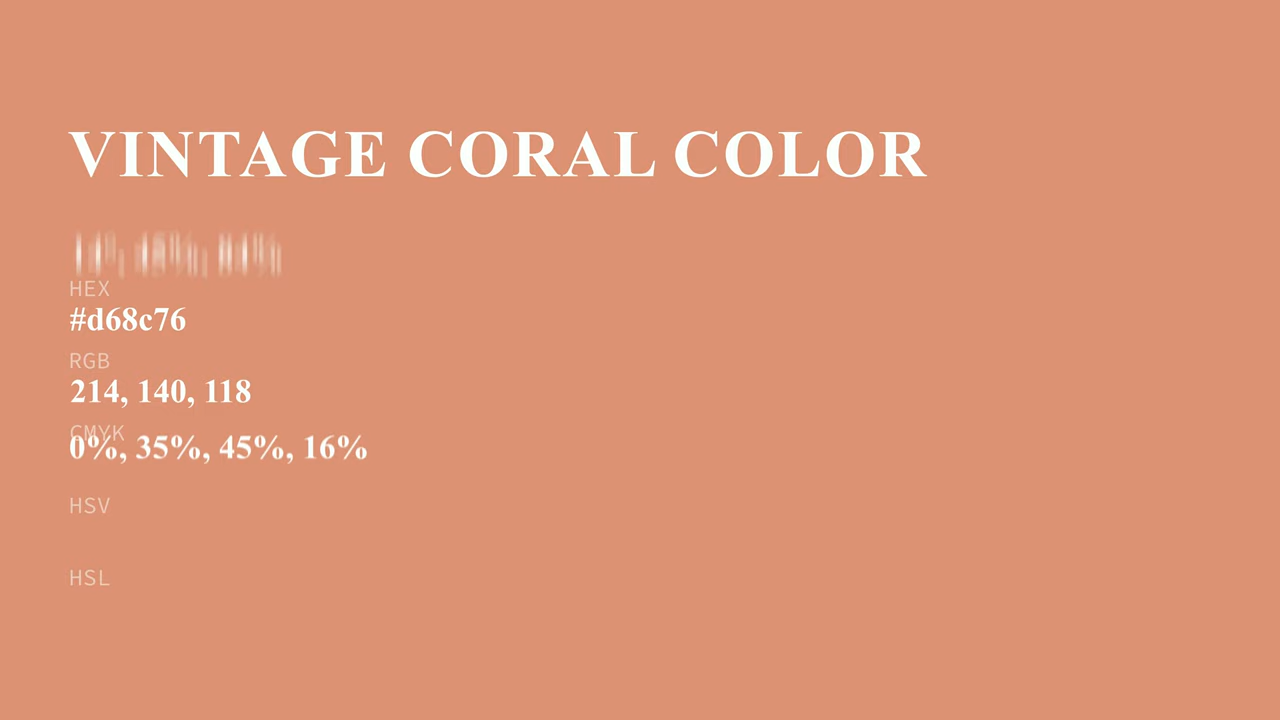 VINTAGE CORAL COLOR
HEX
#d68c76
RGB
214, 140, 118
CMYK
0%, 35%, 45%, 16%
HSV
HSL